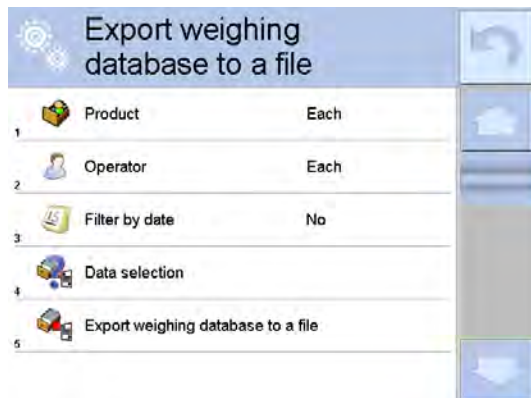 Export weighing
database to a file
1 Product Each
2 Operator Each
3 Filter by date No
4 Data selection
5 Export weighing database to a file